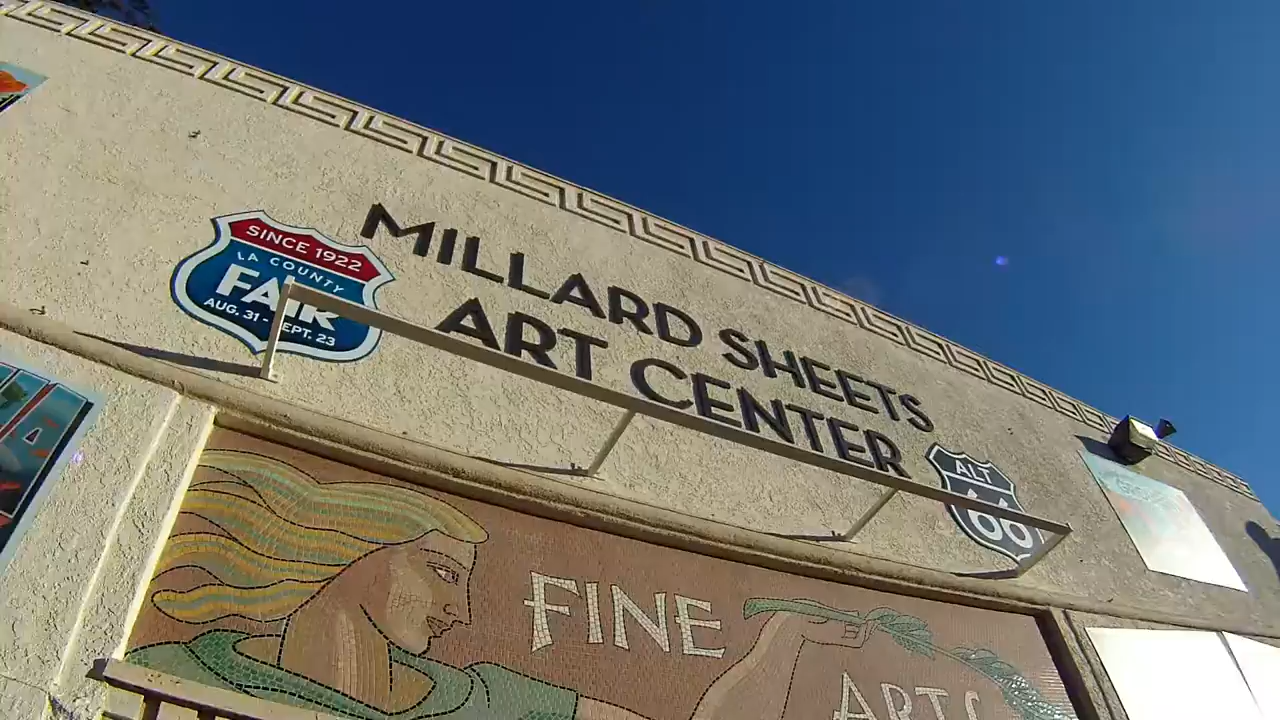 SINCE 1922
LA COUNTY
FAIR
AUG. 31 - SEPT. 23
MILLARD SHEETS
ART CENTER
ALT
66
FINE
ARTS